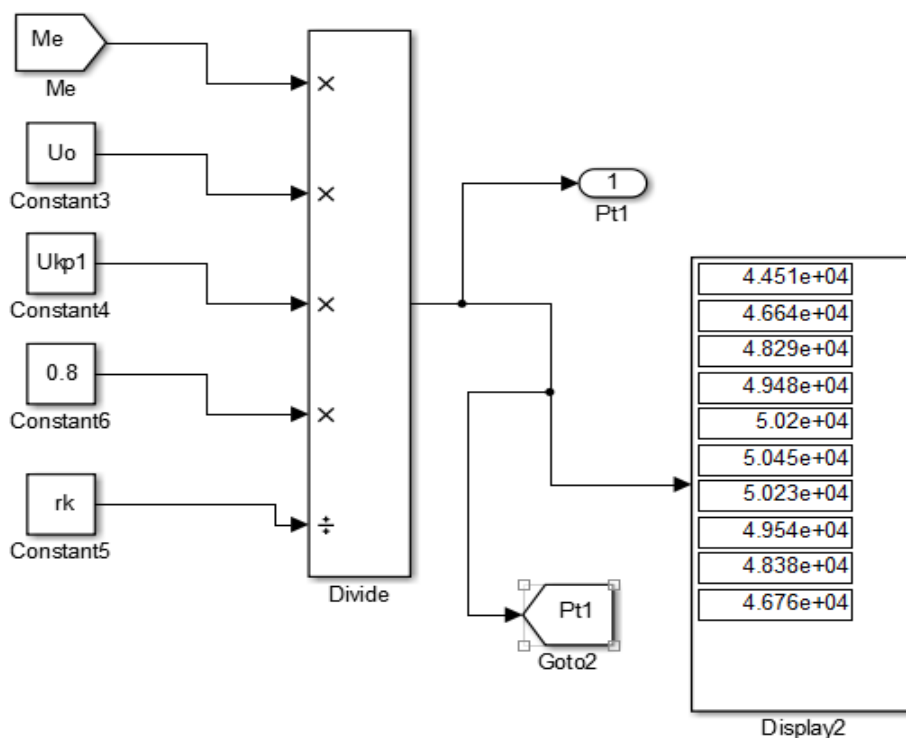 Me
Me
×
Uo
Constant3
×
1
Pt1
Ukp1
Constant4
×
0.8
Constant6
×
rk
Constant5
÷
Divide
4.451e+04
4.664e+04
4.829e+04
4.948e+04
5.02e+04
5.045e+04
5.023e+04
4.954e+04
4.838e+04
4.676e+04
Display2
Pt1
Goto2